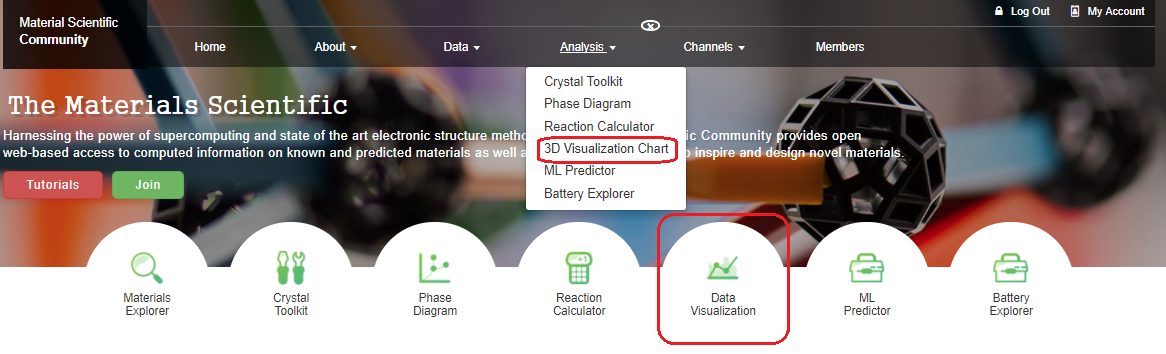 Material Scientific
Community
Log Out
My Account
Home
About
Data
Analysis
Channels
Members
Crystal Toolkit
Phase Diagram
Reaction Calculator
3D Visualization Chart
ML Predictor
Battery Explorer
The Materials Scientific
Harnessing the power of supercomputing and state of the art electronic structure Community provides open
web-based access to computed information on known and predicted materials as well inspire and design novel materials.
Tutorials
Join
Materials
Explorer
Crystal
Toolkit
Phase
Diagram
+1
Reaction
Calculator
Data
Visualization
ML
Predictor
Battery
Explorer